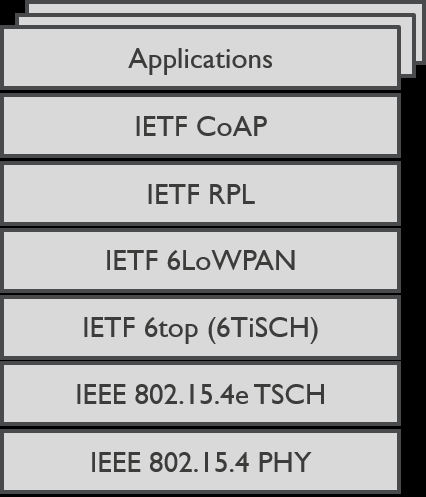 Applications
IETF CoAP
IETF RPL
IETF 6LoWPAN
IETF 6top (6TiSCH)
IEEE 802.15.4e TSCH
IEEE 802.15.4 PHY